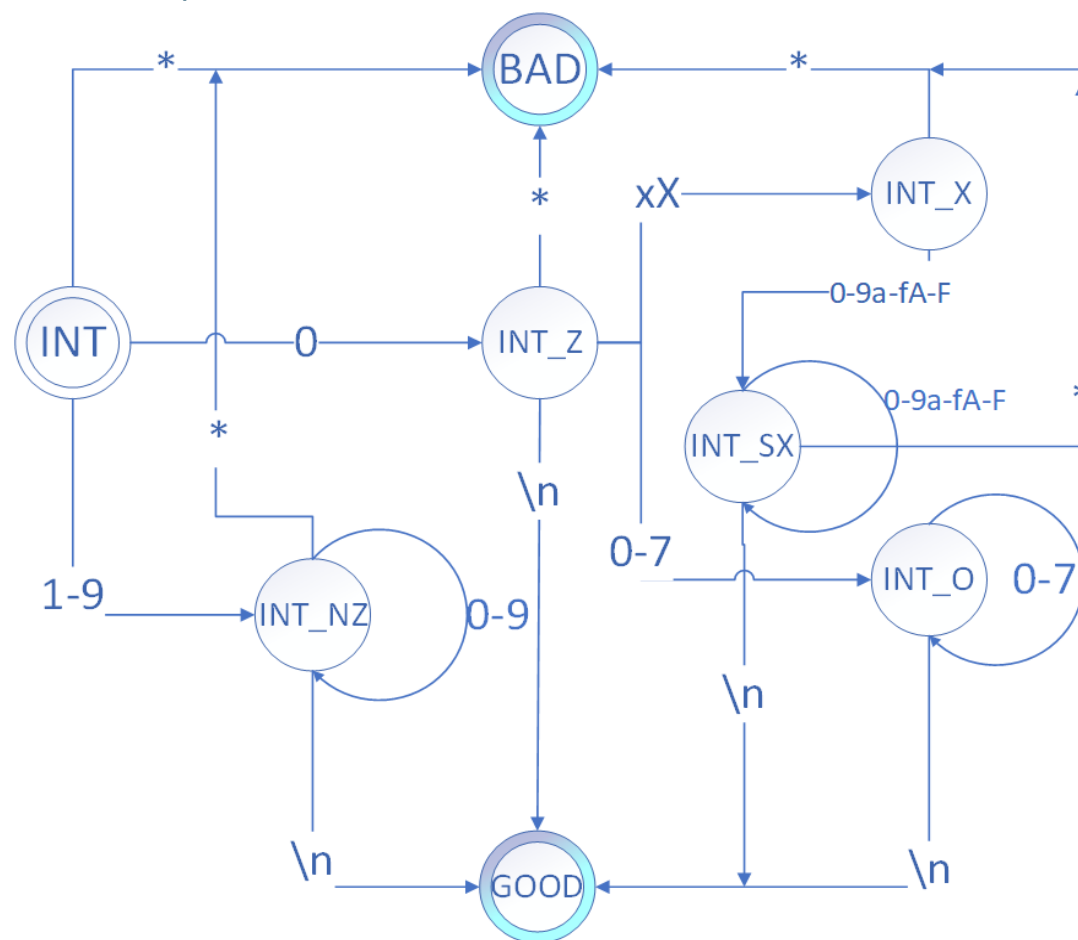 *
BAD
*
xX
INT_X
*
0-9a-fA-F
INT
0
INT_Z
0-9a-fA-F
*
*
INT_SX
\n
0-7
INT_O
0-7
1-9
INT_NZ
0-9
\n
\n
GOOD
\n